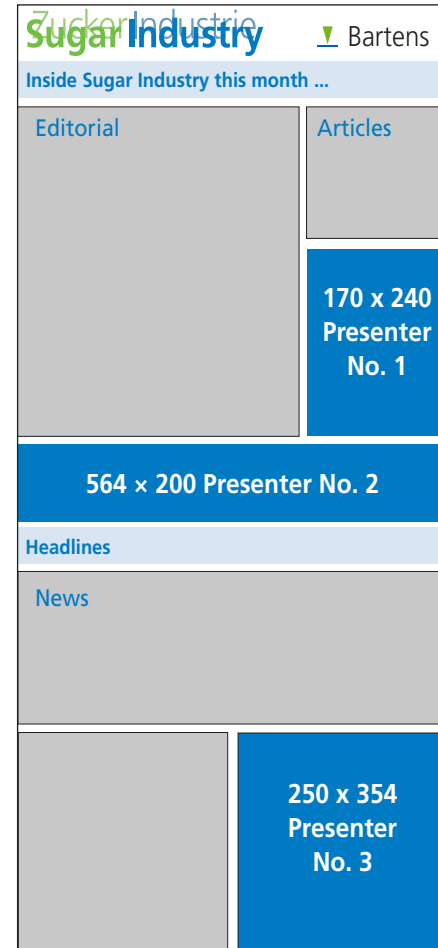 Zucker Industrie
Sugar Industry
Bartens
Inside Sugar Industry this month ...
Editorial
Articles
170 x 240
Presenter
No. 1
564 × 200 Presenter No. 2
Headlines
News
250 x 354
Presenter
No. 3